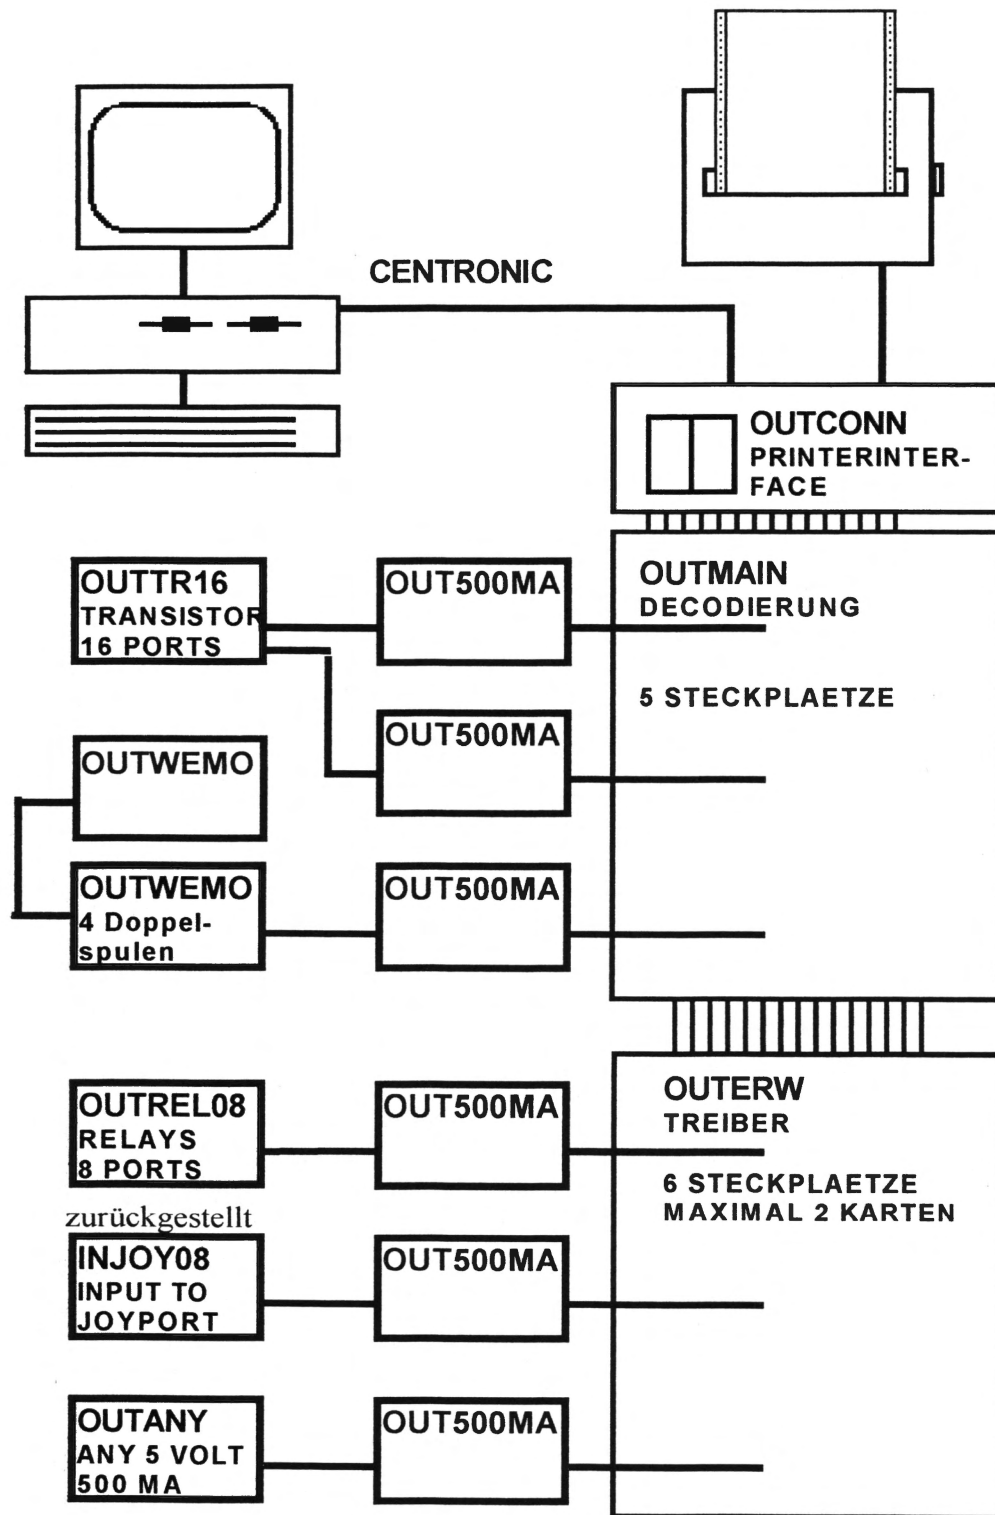 CENTRONIC
OUTCONN
PRINTERINTER-
FACE
OUTTR16
TRANSISTOR
16 PORTS
OUT500MA
OUTMAIN
DECODIERUNG
5 STECKPLAETZE
OUT500MA
OUTWEMO
OUTWEMO
4 Doppel-
spulen
OUT500MA
OUTREL08
RELAYS
8 PORTS
OUT500MA
OUTERW
TREIBER
6 STECKPLAETZE
MAXIMAL 2 KARTEN
zurückgestellt
INJOY08
INPUT TO
JOYPORT
OUT500MA
OUTANY
ANY 5 VOLT
500 MA
OUT500MA